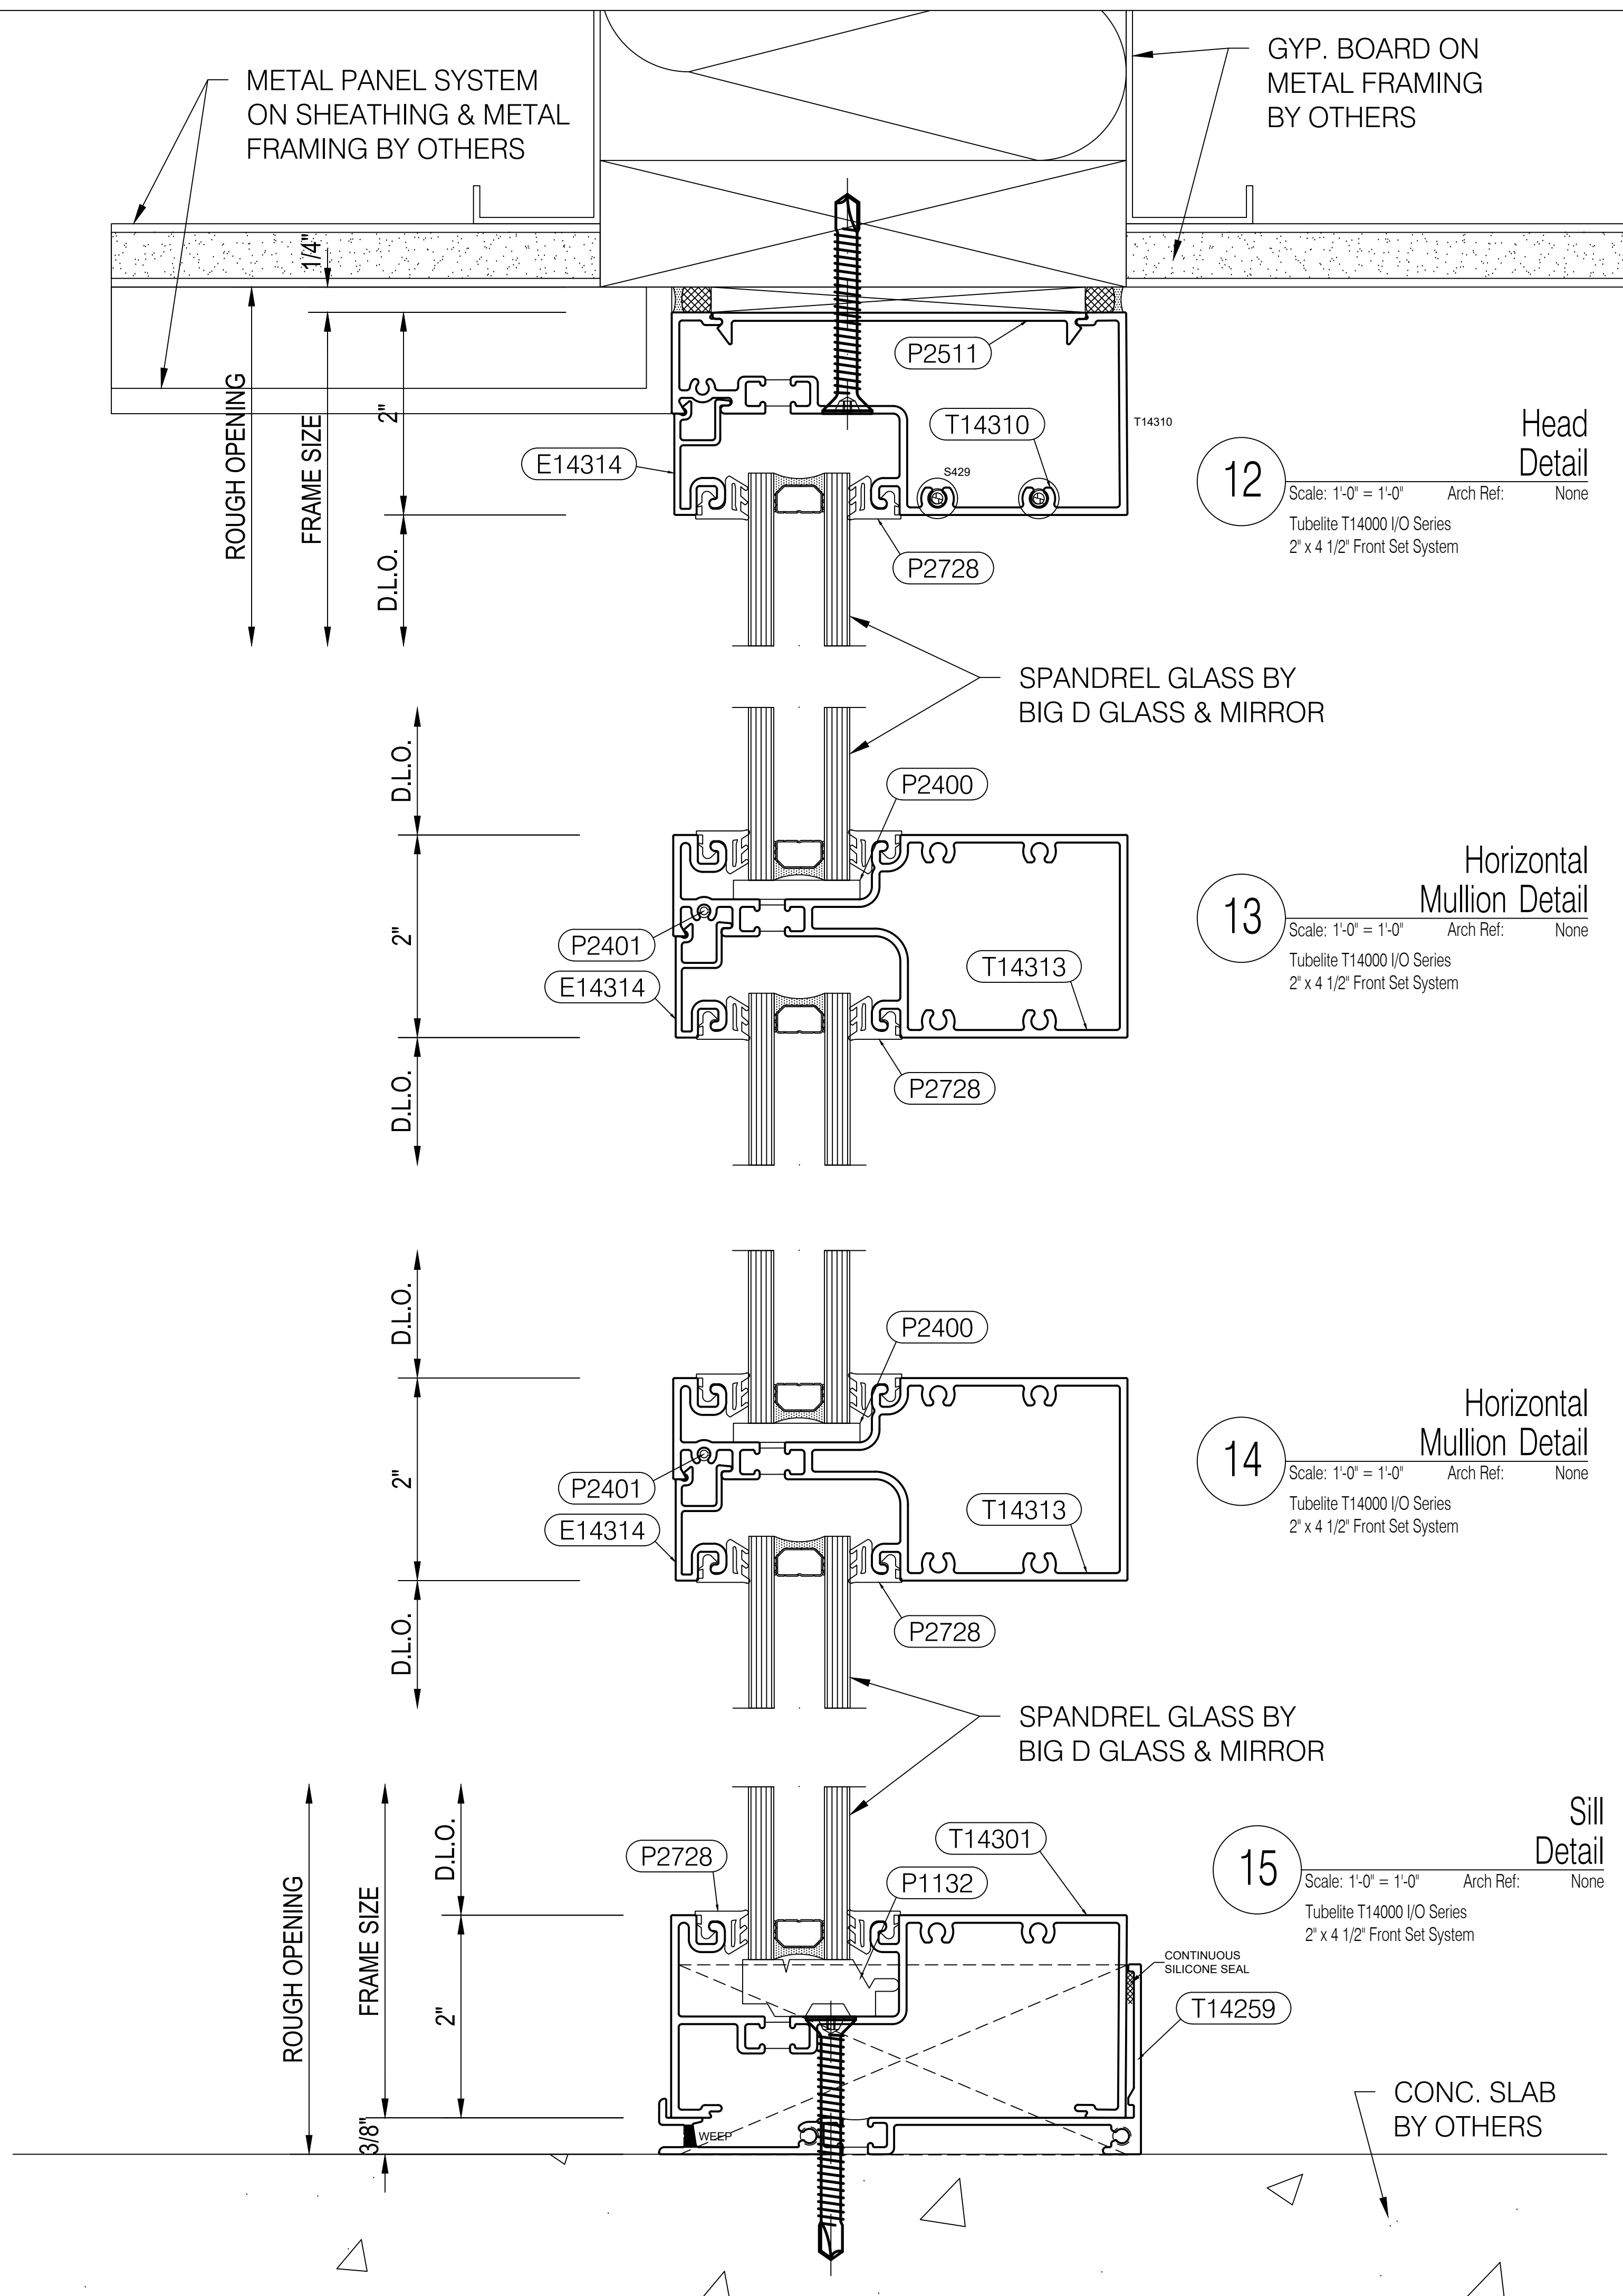 METAL PANEL SYSTEM
ON SHEATHING & METAL
FRAMING BY OTHERS
GYP. BOARD ON
METAL FRAMING
BY OTHERS
1/4"
ROUGH OPENING
FRAME SIZE
2"
D.L.O.
P2511
T14310
T14310
S429
E14314
P2728
12
Head
Detail
Scale: 1'-0" = 1'-0" Arch Ref: None
Tubelite T14000 I/O Series
2" x 4 1/2" Front Set System
SPANDREL GLASS BY
BIG D GLASS & MIRROR
D.L.O.
2"
D.L.O.
P2400
P2401
E14314
T14313
P2728
13
Horizontal
Mullion Detail
Scale: 1'-0" = 1'-0" Arch Ref: None
Tubelite T14000 I/O Series
2" x 4 1/2" Front Set System
D.L.O.
2"
D.L.O.
P2400
P2401
E14314
T14313
P2728
14
Horizontal
Mullion Detail
Scale: 1'-0" = 1'-0" Arch Ref: None
Tubelite T14000 I/O Series
2" x 4 1/2" Front Set System
SPANDREL GLASS BY
BIG D GLASS & MIRROR
ROUGH OPENING
FRAME SIZE
D.L.O.
2"
3/8"
P2728
T14301
P1132
15
Sill
Detail
Scale: 1'-0" = 1'-0" Arch Ref: None
Tubelite T14000 I/O Series
2" x 4 1/2" Front Set System
CONTINUOUS
SILICONE SEAL
T14259
WEEP
CONC. SLAB
BY OTHERS